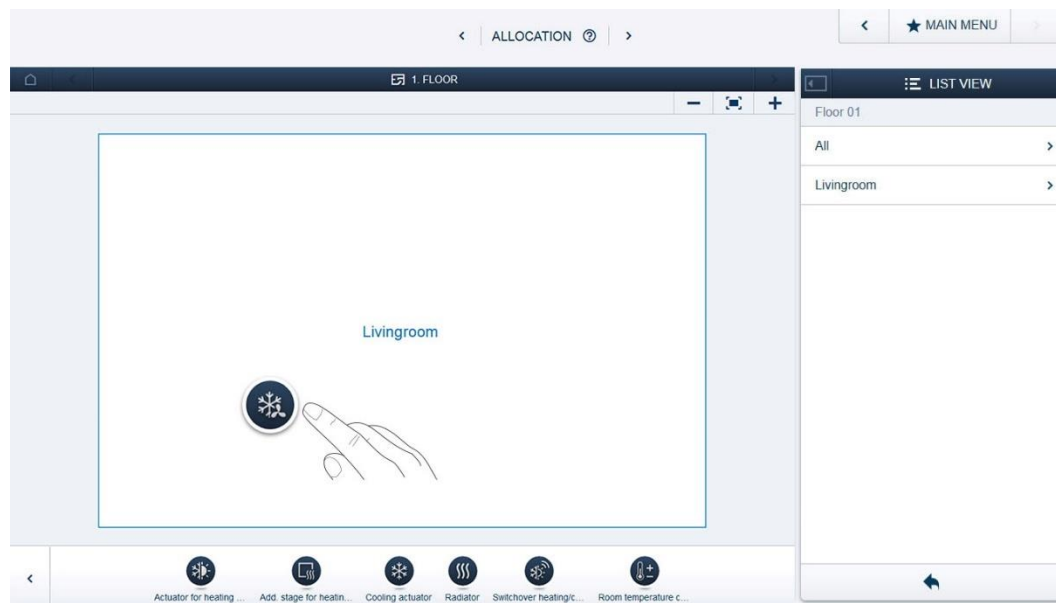 ALLOCATION
MAIN MENU
1. FLOOR
LIST VIEW
Floor 01
All
Livingroom
Livingroom
Actuator for heating ...
Add. stage for heatin...
Cooling actuator
Radiator
Switchover heating/c...
Room temperature c...